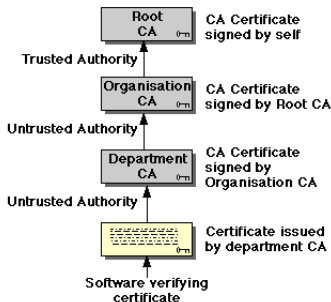 Root
CA
CA Certificate
signed by self
Trusted Authority
Organisation
CA
CA Certificate
signed by Root CA
Untrusted Authority
Department
CA
CA Certificate
signed by
Organisation CA
Untrusted Authority
Certificate issued
by department CA
Software verifying
certificate